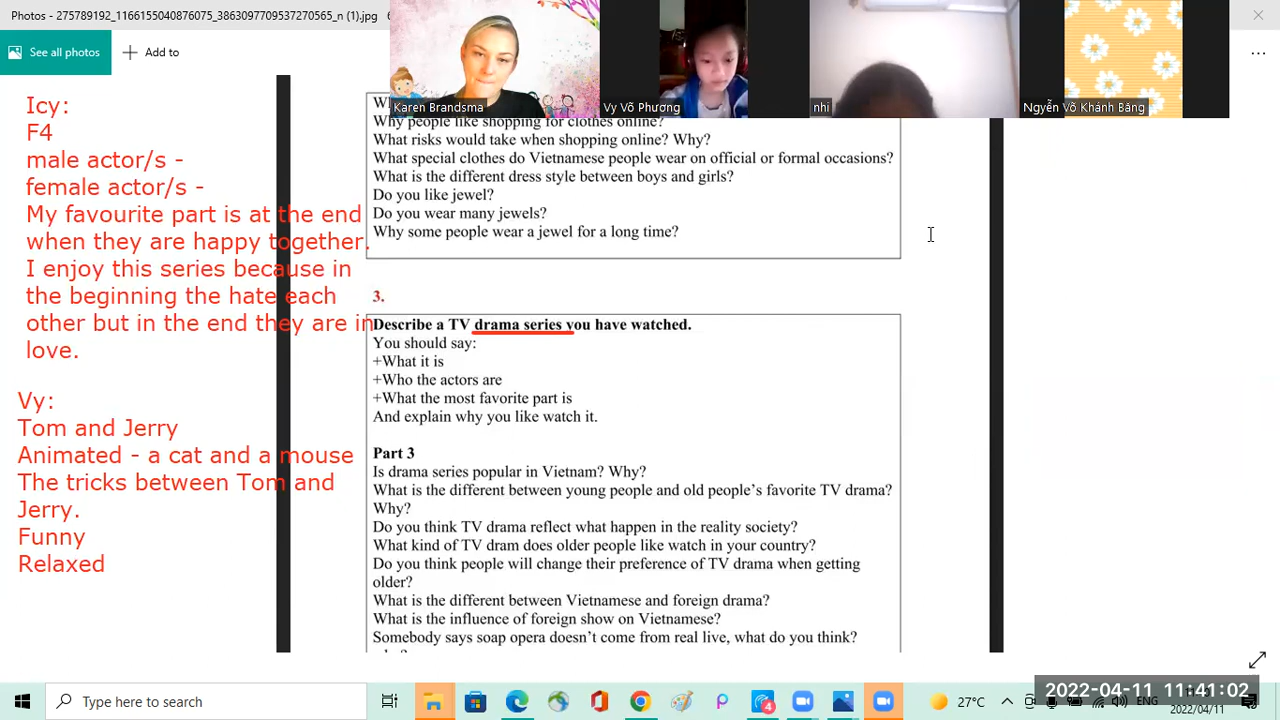 Photos - 275789192_1166155040876075_3863097709537270565_n (1).jpg
See all photos
Add to
Karen Brandsma
Vy Võ Phương
nhi
Nguyễn Võ Khánh Băng
Icy:
F4
male actor/s -
female actor/s -
My favourite part is at the end
when they are happy together.
I enjoy this series because in
the beginning the hate each
other but in the end they are in
love.
Vy:
Tom and Jerry
Animated - a cat and a mouse
The tricks between Tom and
Jerry.
Funny
Relaxed
Why people like shopping for clothes online?
What risks would take when shopping online? Why?
What special clothes do Vietnamese people wear on official or formal occasions?
What is the different dress style between boys and girls?
Do you like jewel?
Do you wear many jewels?
Why some people wear a jewel for a long time?
3.
Describe a TV drama series you have watched.
You should say:
+What it is
+Who the actors are
+What the most favorite part is
And explain why you like watch it.
Part 3
Is drama series popular in Vietnam? Why?
What is the different between young people and old people's favorite TV drama?
Why?
Do you think TV drama reflect what happen in the reality society?
What kind of TV dram does older people like watch in your country?
Do you think people will change their preference of TV drama when getting
older?
What is the different between Vietnamese and foreign drama?
What is the influence of foreign show on Vietnamese?
Somebody says soap opera doesn't come from real live, what do you think?
Type here to search
4
27°C
ENG
2022-04-11 11:41:02
2022/04/11